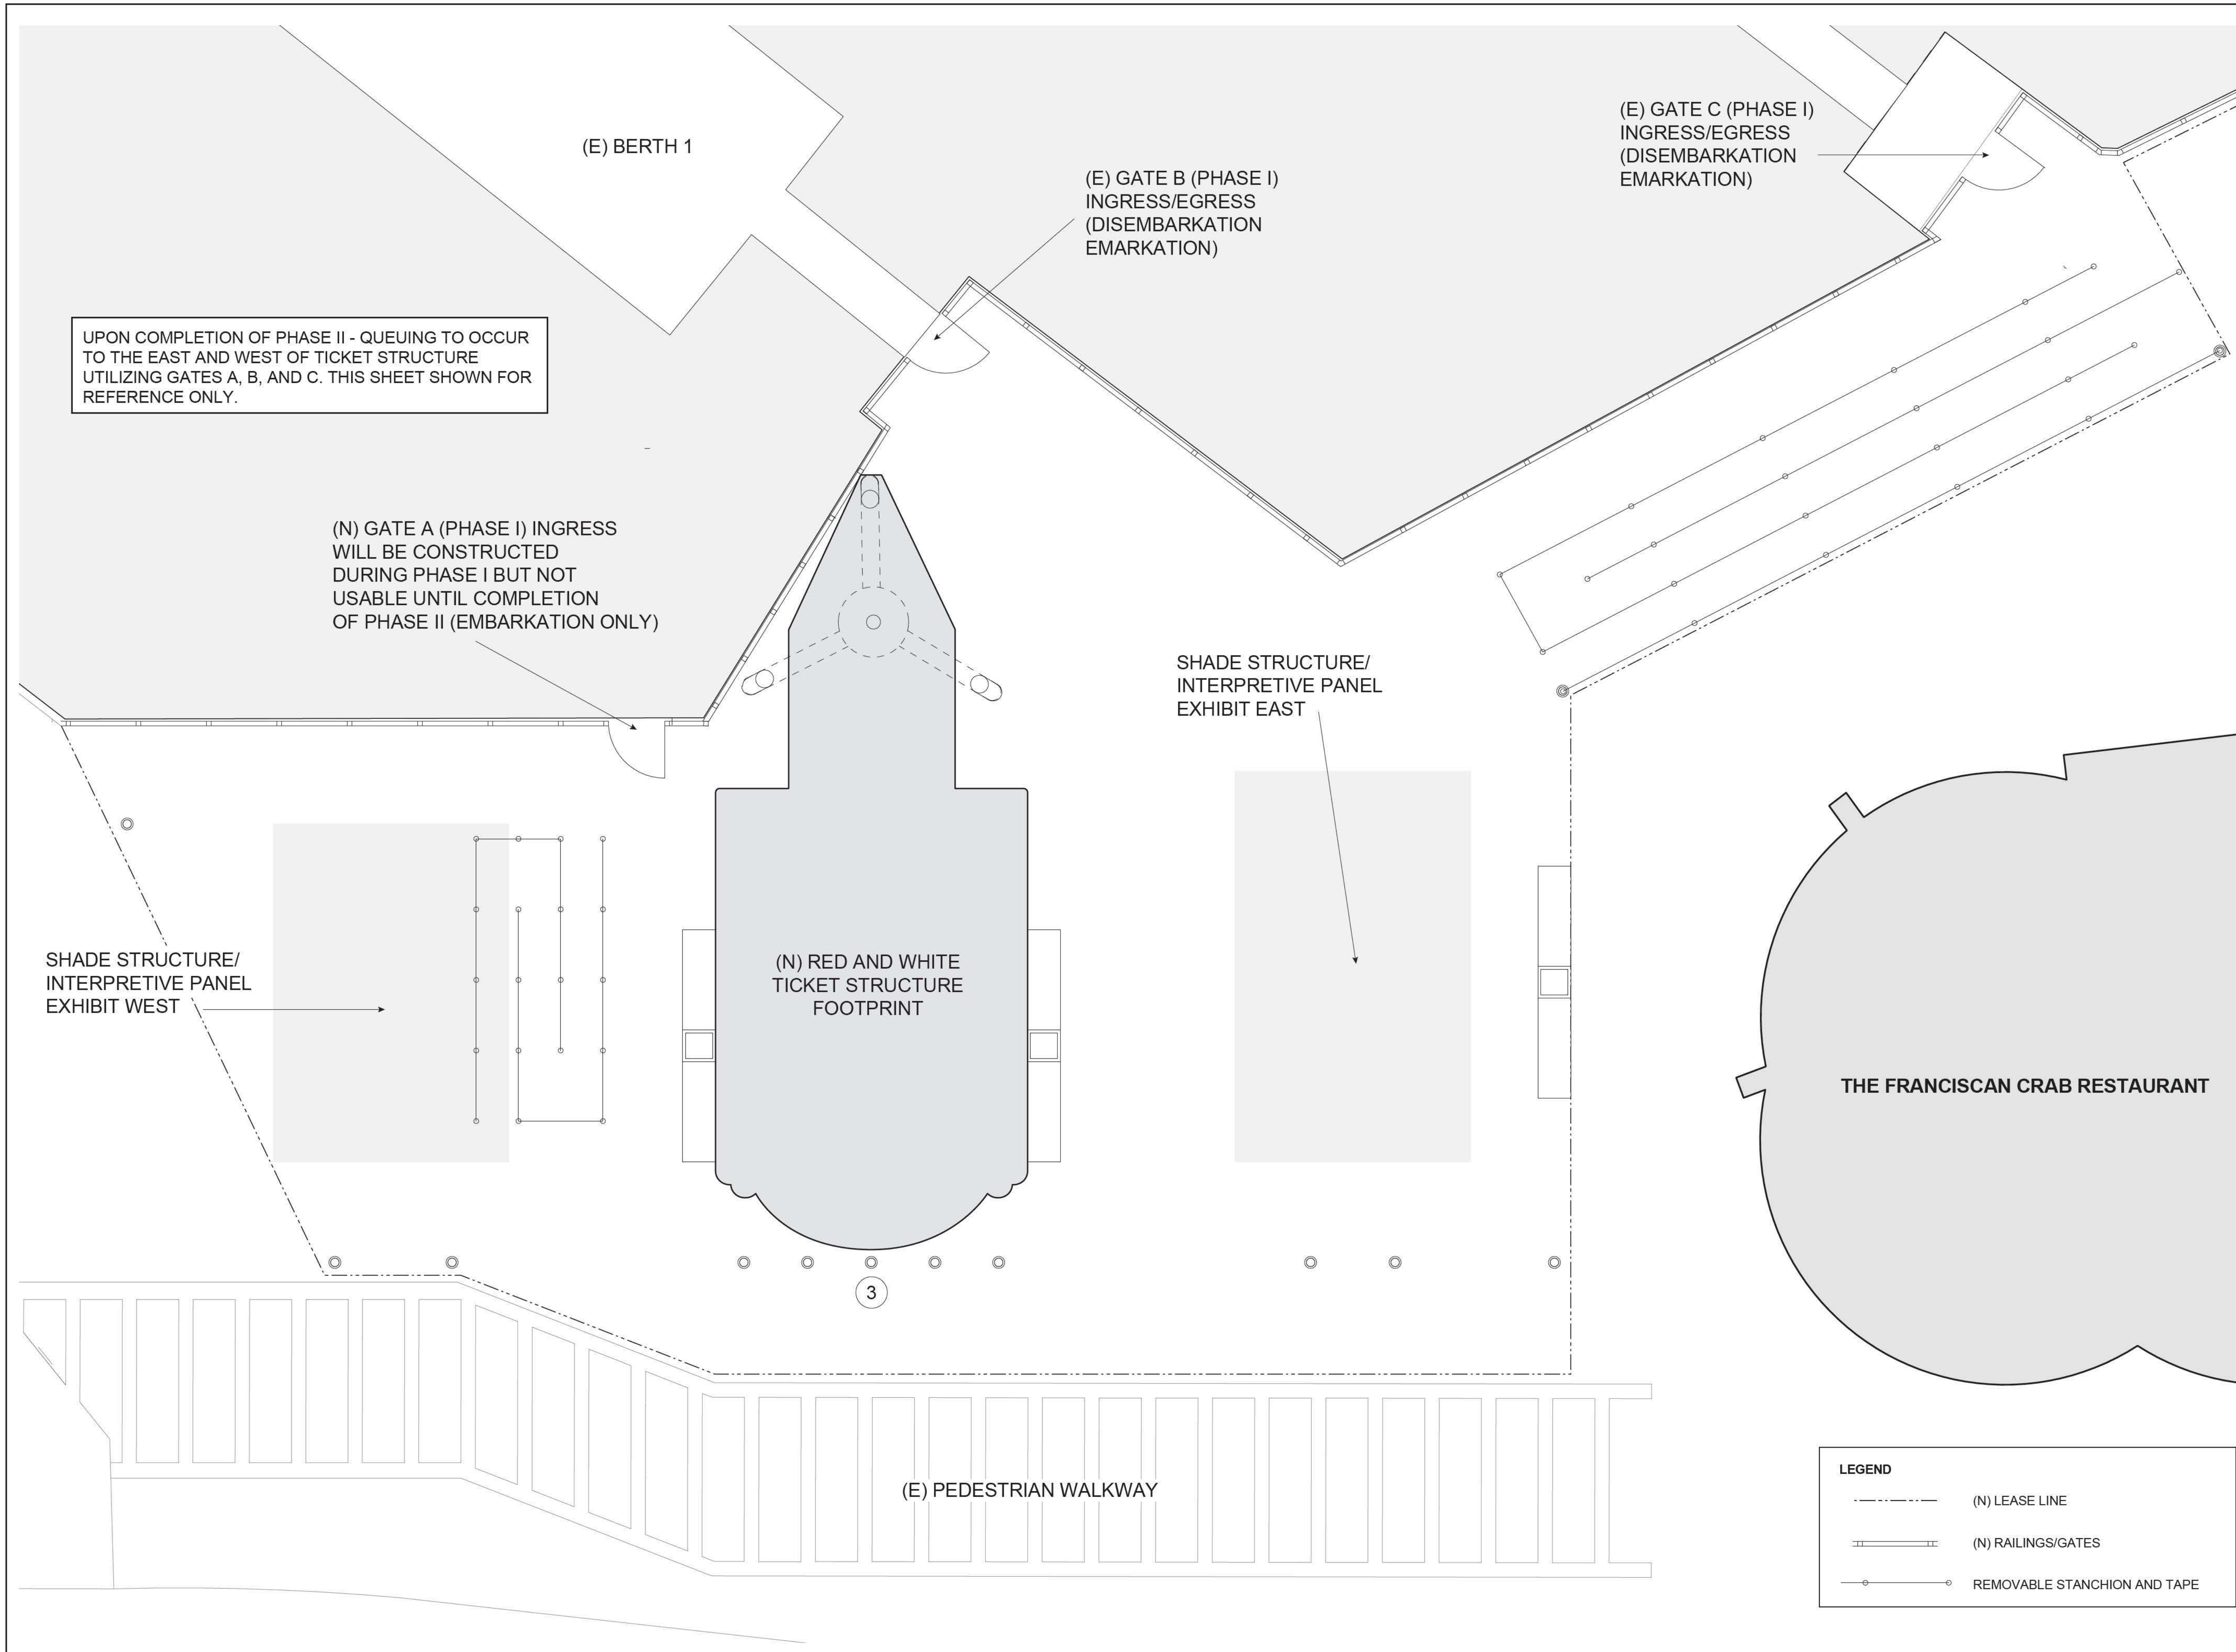 (E) BERTH 1
(E) GATE C (PHASE I)
INGRESS/EGRESS
(DISEMBARKATION
EMARKATION)
(E) GATE B (PHASE I)
INGRESS/EGRESS
(DISEMBARKATION
EMARKATION)
UPON COMPLETION OF PHASE II - QUEUING TO OCCUR
TO THE EAST AND WEST OF TICKET STRUCTURE
UTILIZING GATES A, B, AND C. THIS SHEET SHOWN FOR
REFERENCE ONLY.
(N) GATE A (PHASE I) INGRESS
WILL BE CONSTRUCTED
DURING PHASE I BUT NOT
USABLE UNTIL COMPLETION
OF PHASE II (EMBARKATION ONLY)
SHADE STRUCTURE/
INTERPRETIVE PANEL
EXHIBIT EAST
SHADE STRUCTURE/
INTERPRETIVE PANEL
EXHIBIT WEST
(N) RED AND WHITE
TICKET STRUCTURE
FOOTPRINT
THE FRANCISCAN CRAB RESTAURANT
3
(E) PEDESTRIAN WALKWAY
LEGEND
(N) LEASE LINE
(N) RAILINGS/GATES
REMOVABLE STANCHION AND TAPE